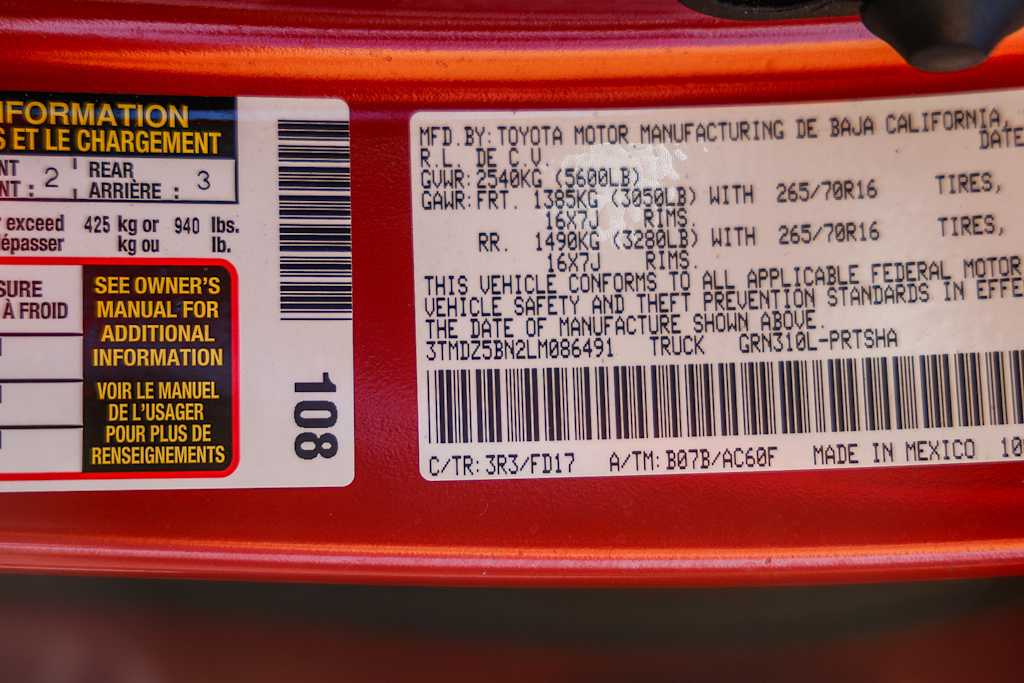 FORMATION
S ET LE CHARGEMENT
NT : 2 REAR
NT : ARRIÈRE : 3
exceed 425 kg or 940 lbs.
dépasser kg ou lb.
SURE
À FROID
SEE OWNER'S
MANUAL FOR
ADDITIONAL
INFORMATION
VOIR LE MANUEL
DE L'USAGER
POUR PLUS DE
RENSEIGNEMENTS
108
MFD.BY: TOYOTA MOTOR MANUFACTURING DE BAJA CALIFORNIA,
R.L. DE C.V. DATE
GVWR: 2540KG (5600LB)
GAWR: FRT. 1385KG (3050LB) WITH 265/70R16 TIRES,
16X7J RIMS.
RR. 1490KG (3280LB) WITH 265/70R16 TIRES,
16X7J RIMS.
THIS VEHICLE CONFORMS TO ALL APPLICABLE FEDERAL MOTOR
VEHICLE SAFETY AND THEFT PREVENTION STANDARDS IN EFFE
THE DATE OF MANUFACTURE SHOWN ABOVE.
3TMDZ5BN2LM086491 TRUCK GRN310L-PRTSHA
C/TR: 3R3/FD17 A/TM: B07B/AC60F MADE IN MEXICO 10